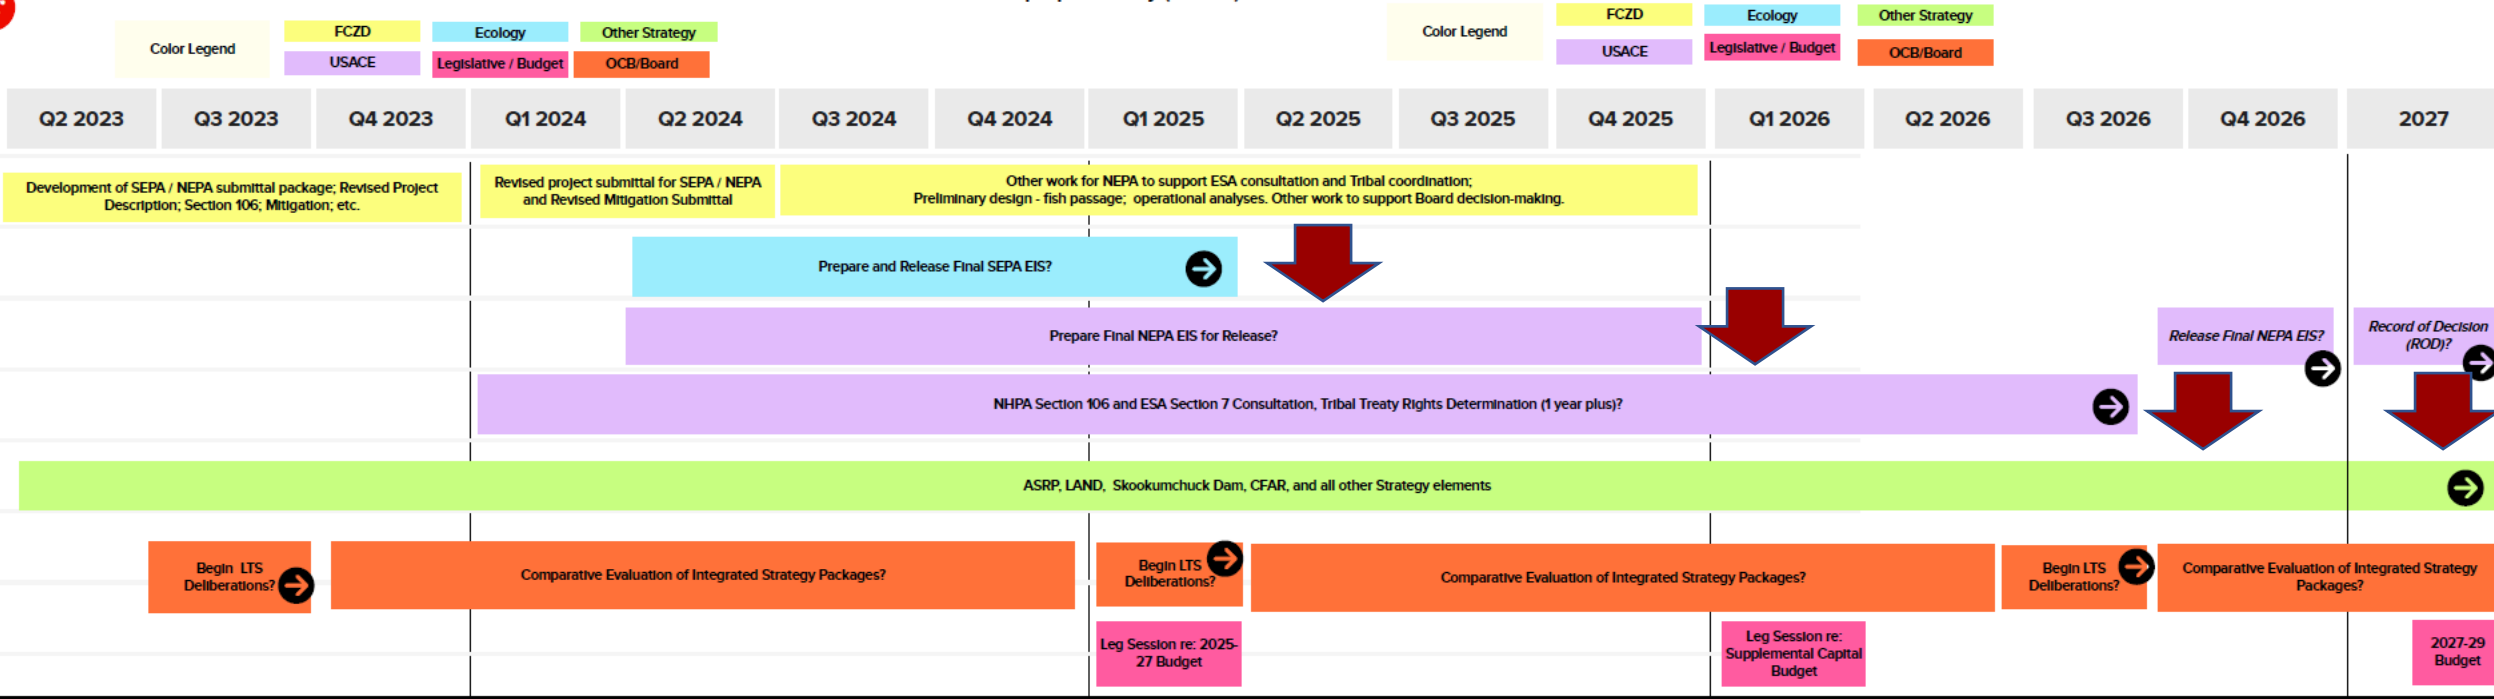 Color Legend
FCZD
Ecology
Other Strategy
USACE
Legislative / Budget
OCB/Board
Color Legend
FCZD
Ecology
Other Strategy
USACE
Legislative / Budget
OCB/Board
Q2 2023
Q3 2023
Q4 2023
Q1 2024
Q2 2024
Q3 2024
Q4 2024
Q1 2025
Q2 2025
Q3 2025
Q4 2025
Q1 2026
Q2 2026
Q3 2026
Q4 2026
2027
Development of SEPA / NEPA submittal package; Revised Project
Description; Section 106; Mitigation; etc.
Revised project submittal for SEPA / NEPA
and Revised Mitigation Submittal
Other work for NEPA to support ESA consultation and Tribal coordination;
Preliminary design - fish passage; operational analyses. Other work to support Board decision-making.
Prepare and Release Final SEPA EIS?
Prepare Final NEPA EIS for Release?
Release Final NEPA EIS?
Record of Decision
(ROD)?
NHPA Section 106 and ESA Section 7 Consultation, Tribal Treaty Rights Determination (1 year plus)?
ASRP, LAND, Skookumchuck Dam, CFAR, and all other Strategy elements
Begin LTS
Deliberations?
Comparative Evaluation of Integrated Strategy Packages?
Begin LTS
Deliberations?
Comparative Evaluation of Integrated Strategy Packages?
Begin LTS
Deliberations?
Comparative Evaluation of Integrated Strategy
Packages?
Leg Session re: 2025-
27 Budget
Leg Session re:
Supplemental Capital
Budget
2027-29
Budget